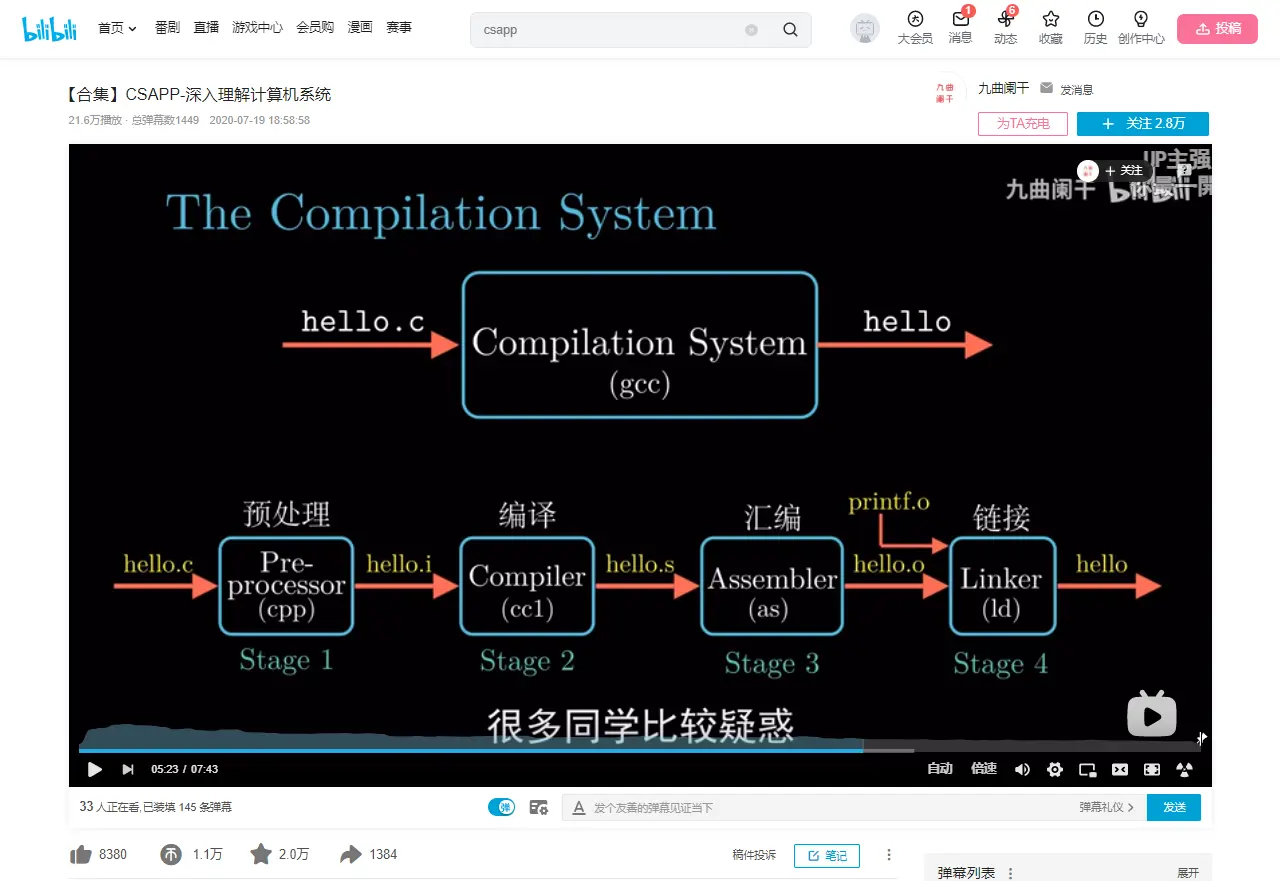 bilibili 首页 番剧 直播 游戏中心 会员购 漫画 赛事 csapp 大会员 1 消息 6 动态 收藏 历史 创作中心 投稿
【合集】CSAPP-深入理解计算机系统
21.6万播放 · 总弹幕数1449 2020-07-19 18:58:58
九曲阑干
九曲阑干 发消息
为TA充电 + 关注 2.8万
UP主强
+ 关注
九曲阑干 bilibili
The Compilation System
hello.c
Compilation System
(gcc)
hello
预处理 编译 汇编 printf.o 链接
hello.c Pre-processor (cpp) hello.i Compiler (cc1) hello.s Assembler (as) hello.o Linker (ld) hello
Stage 1 Stage 2 Stage 3 Stage 4
很多同学比较疑惑
05:23 / 07:43 自动 倍速
33 人正在看,已装填 145 条弹幕 弹 A 发个友善的弹幕见证当下 弹幕礼仪 发送
8380 1.1万 2.0万 1384 稿件投诉 笔记
弹幕列表 展开